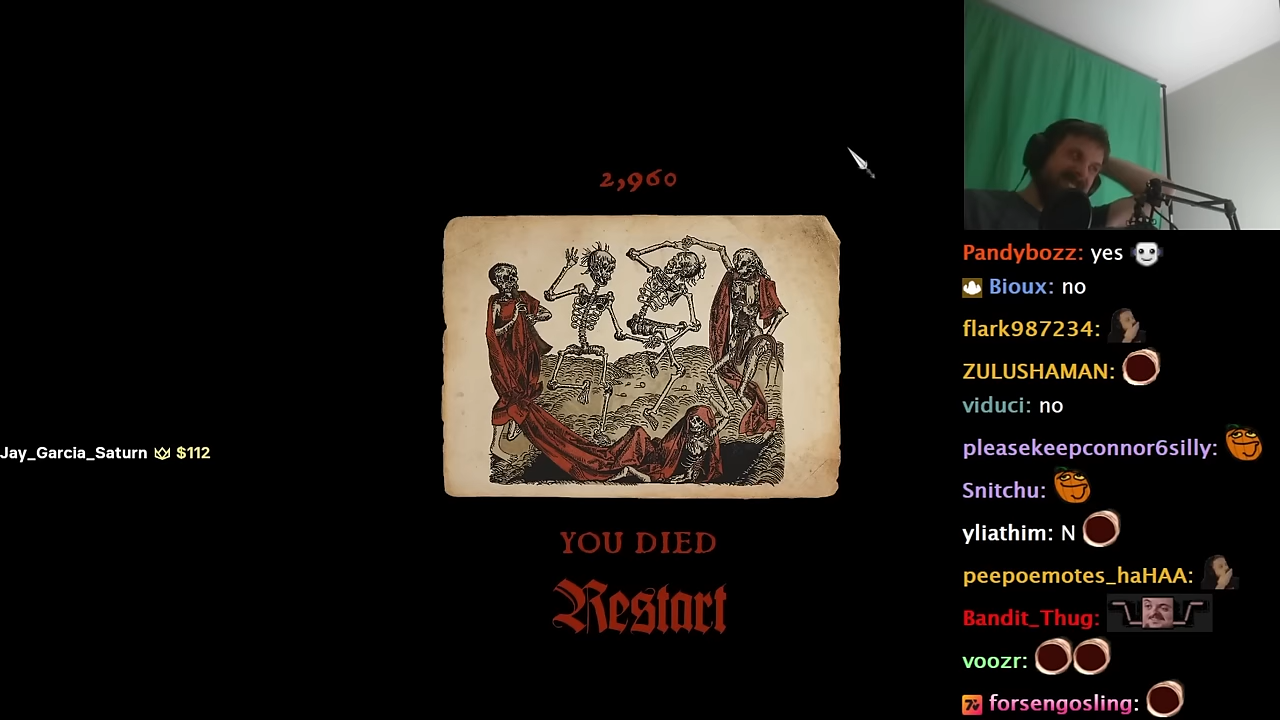 2,960
YOU DIED
Restart
Jay_Garcia_Saturn $112
Pandybozz: yes
Bioux: no
flark987234:
ZULUSHAMAN:
viduci: no
pleasekeepconnor6silly:
Snitchu:
yliathim: N
peepoemotes_haHAA:
Bandit_Thug:
voozr:
forsengosling: